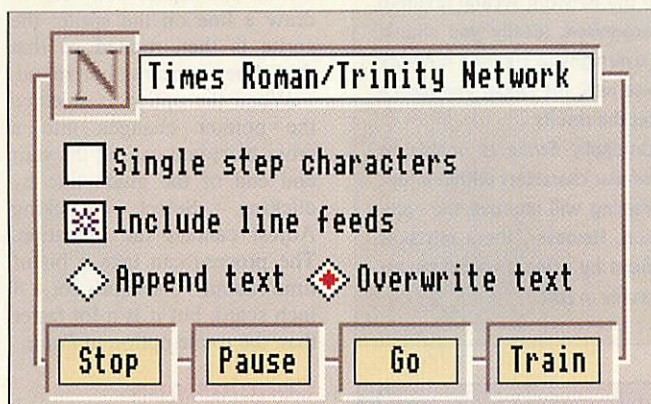 N
Times Roman/Trinity Network
Single step characters
Include line feeds
Append text Overwrite text
Stop Pause Go Train